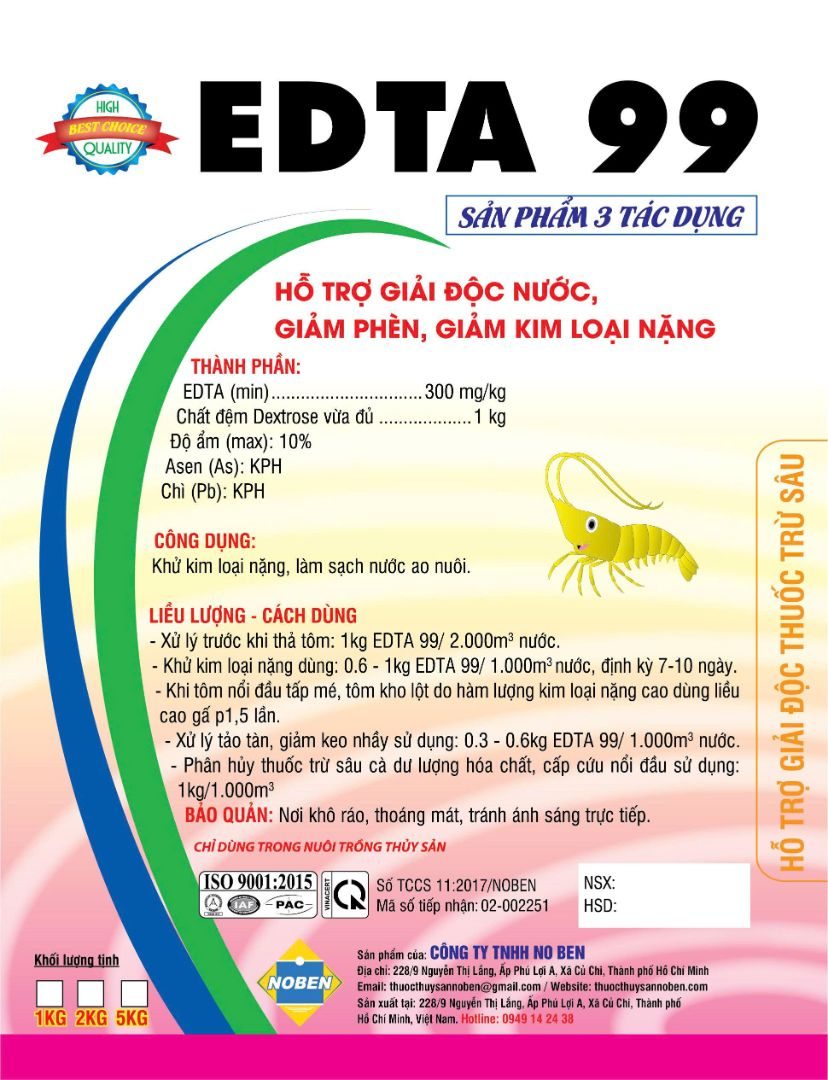 HIGH
BEST CHOICE
QUALITY
EDTA 99
SẢN PHẨM 3 TÁC DỤNG
HỖ TRỢ GIẢI ĐỘC NƯỚC,
GIẢM PHÈN, GIẢM KIM LOẠI NẶNG
THÀNH PHẦN:
EDTA (min)...............................300 mg/kg
Chất đệm Dextrose vừa đủ ...................1 kg
Độ ẩm (max): 10%
Asen (As): KPH
Chì (Pb): KPH
CÔNG DỤNG:
Khử kim loại nặng, làm sạch nước ao nuôi.
LIỀU LƯỢNG - CÁCH DÙNG
- Xử lý trước khi thả tôm: 1kg EDTA 99/ 2.000m³ nước.
- Khử kim loại nặng dùng: 0.6 - 1kg EDTA 99/ 1.000m³ nước, định kỳ 7-10 ngày.
- Khi tôm nổi đầu tấp mé, tôm kho lột do hàm lượng kim loại nặng cao dùng liều
cao gấ p1,5 lần.
- Xử lý tảo tàn, giảm keo nhầy sử dụng: 0.3 - 0.6kg EDTA 99/ 1.000m³ nước.
- Phân hủy thuốc trừ sâu cà dư lượng hóa chất, cấp cứu nổi đầu sử dụng:
1kg/1.000m³
BẢO QUẢN: Nơi khô ráo, thoáng mát, tránh ánh sáng trực tiếp.
CHỈ DÙNG TRONG NUÔI TRỒNG THỦY SẢN
HỖ TRỢ GIẢI ĐỘC THUỐC TRỪ SÂU
ISO 9001:2015
IAF
PAC
VINACERT
Số TCCS 11:2017/NOBEN
Mã số tiếp nhận: 02-002251
NSX:
HSD:
Khối lượng tịnh
1KG 2KG 5KG
NOBEN
Sản phẩm của: CÔNG TY TNHH NO BEN
Địa chỉ: 228/9 Nguyễn Thị Lắng, Ấp Phú Lợi A, Xã Củ Chi, Thành phố Hồ Chí Minh
Email: thuocthuysannoben@gmail.com / Website: thuocthuysannoben.com
Sản xuất tại: 228/9 Nguyễn Thị Lắng, Ấp Phú Lợi A, Xã Củ Chi, Thành phố
Hồ Chí Minh, Việt Nam. Hotline: 0949 14 24 38